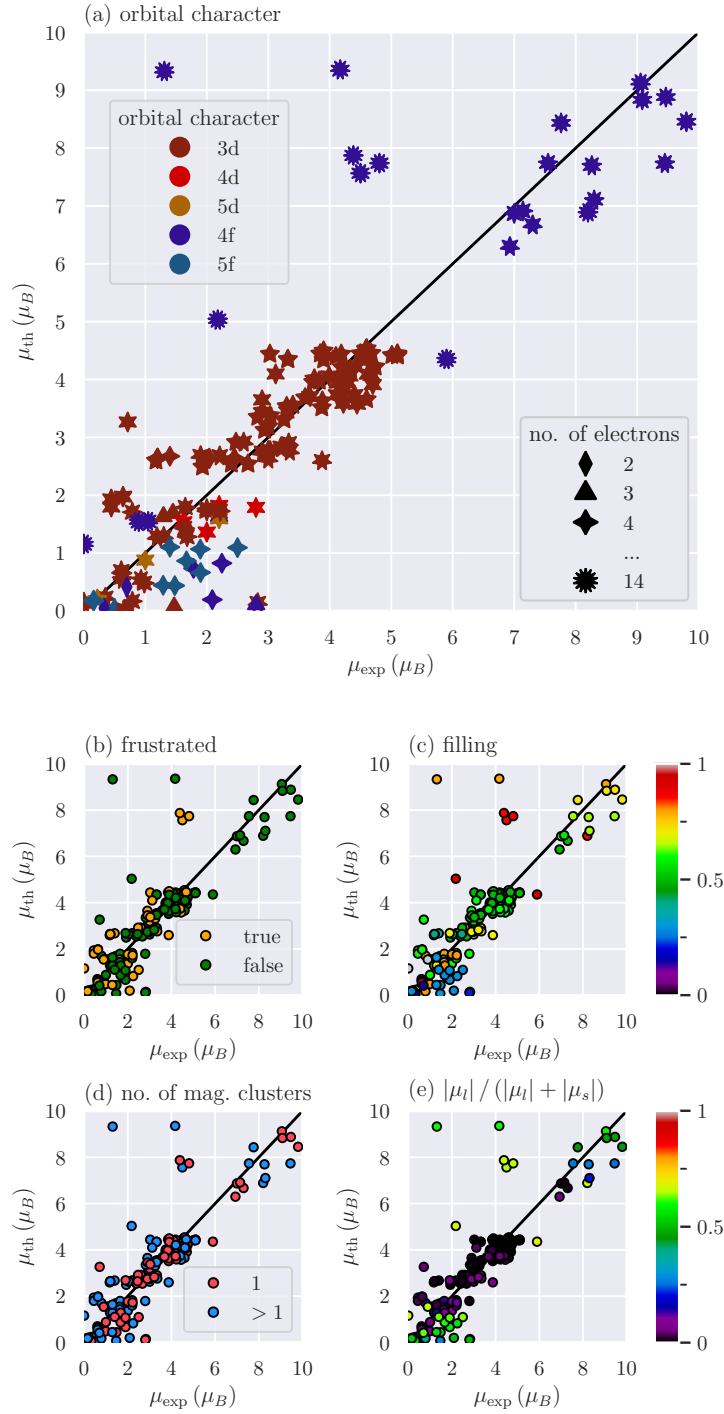 (a) orbital character
10
9
8
7
6
5
4
3
2
1
0
μth (μB)
orbital character
3d
4d
5d
4f
5f
no. of electrons
2
3
4
...
14
0 1 2 3 4 5 6 7 8 9 10
μexp (μB)
(b) frustrated
10
8
6
4
2
0
μth (μB)
true
false
0 2 4 6 8 10
μexp (μB)
(c) filling
10
8
6
4
2
0
μth (μB)
0 2 4 6 8 10
μexp (μB)
1
0.5
0
(d) no. of mag. clusters
10
8
6
4
2
0
μth (μB)
1
> 1
0 2 4 6 8 10
μexp (μB)
(e) |μl| / (|μl| + |μs|)
10
8
6
4
2
0
μth (μB)
0 2 4 6 8 10
μexp (μB)
1
0.5
0